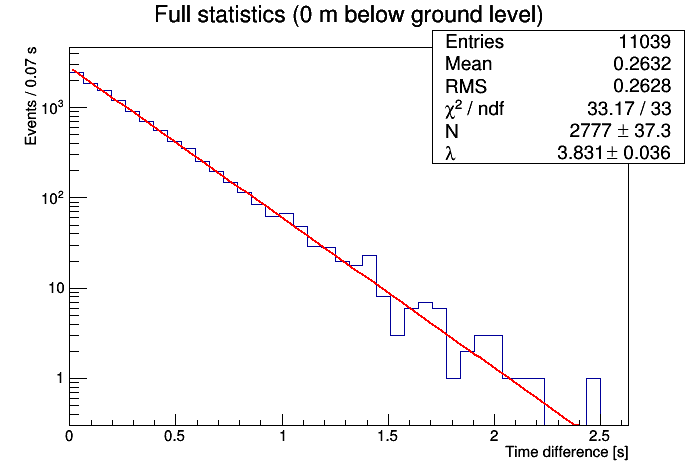 Full statistics (0 m below ground level)
Entries 11039
Mean 0.2632
RMS 0.2628
χ² / ndf 33.17 / 33
N 2777 ± 37.3
λ 3.831 ± 0.036
Events / 0.07 s
10³
10²
10
1
0 0.5 1 1.5 2 2.5
Time difference [s]